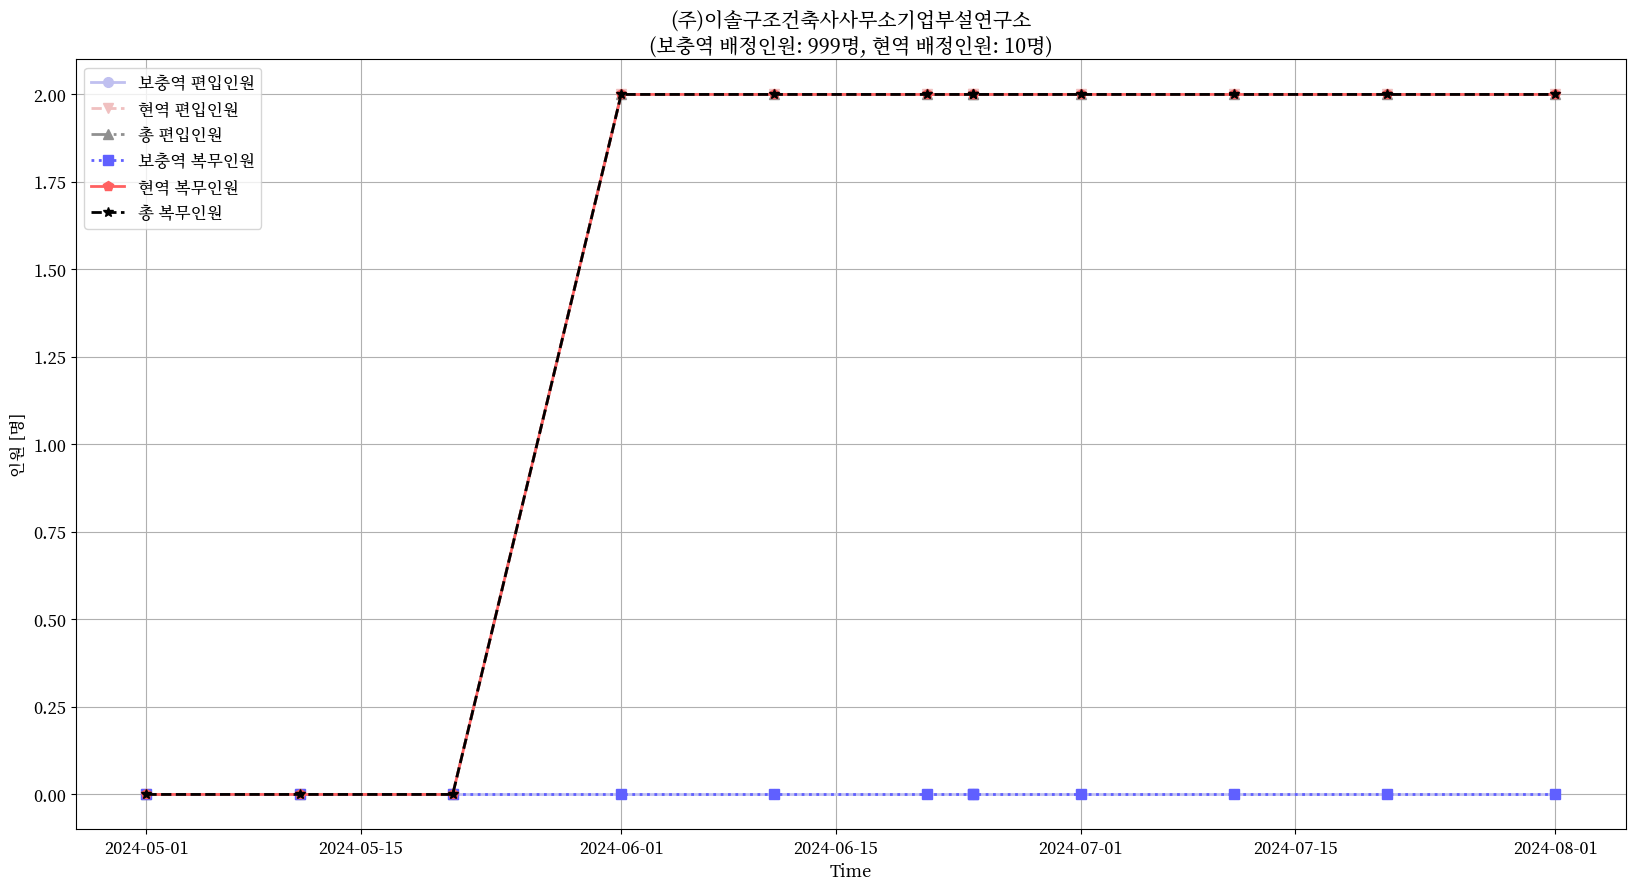 (주)이솔구조건축사사무소기업부설연구소
(보충역 배정인원: 999명, 현역 배정인원: 10명)
보충역 편입인원
현역 편입인원
총 편입인원
보충역 복무인원
현역 복무인원
총 복무인원
인원 [명]
2.00
1.75
1.50
1.25
1.00
0.75
0.50
0.25
0.00
2024-05-01
2024-05-15
2024-06-01
2024-06-15
2024-07-01
2024-07-15
2024-08-01
Time